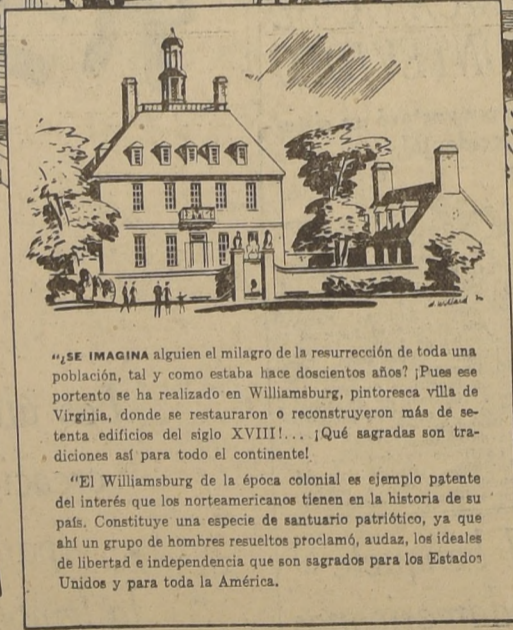 "¿SE IMAGINA alguien el milagro de la resurrección de toda una
población, tal y como estaba hace doscientos años? ¡Pues ese
portento se ha realizado en Williamsburg, pintoresca villa de
Virginia, donde se restauraron o reconstruyeron más de se-
tenta edificios del siglo XVIII!... ¡Qué sagradas son tra-
diciones así para todo el continente!
"El Williamsburg de la época colonial es ejemplo patente
del interés que los norteamericanos tienen en la historia de su
país. Constituye una especie de santuario patriótico, ya que
ahí un grupo de hombres resueltos proclamó, audaz, los ideales
de libertad e independencia que son sagrados para los Estados
Unidos y para toda la América.